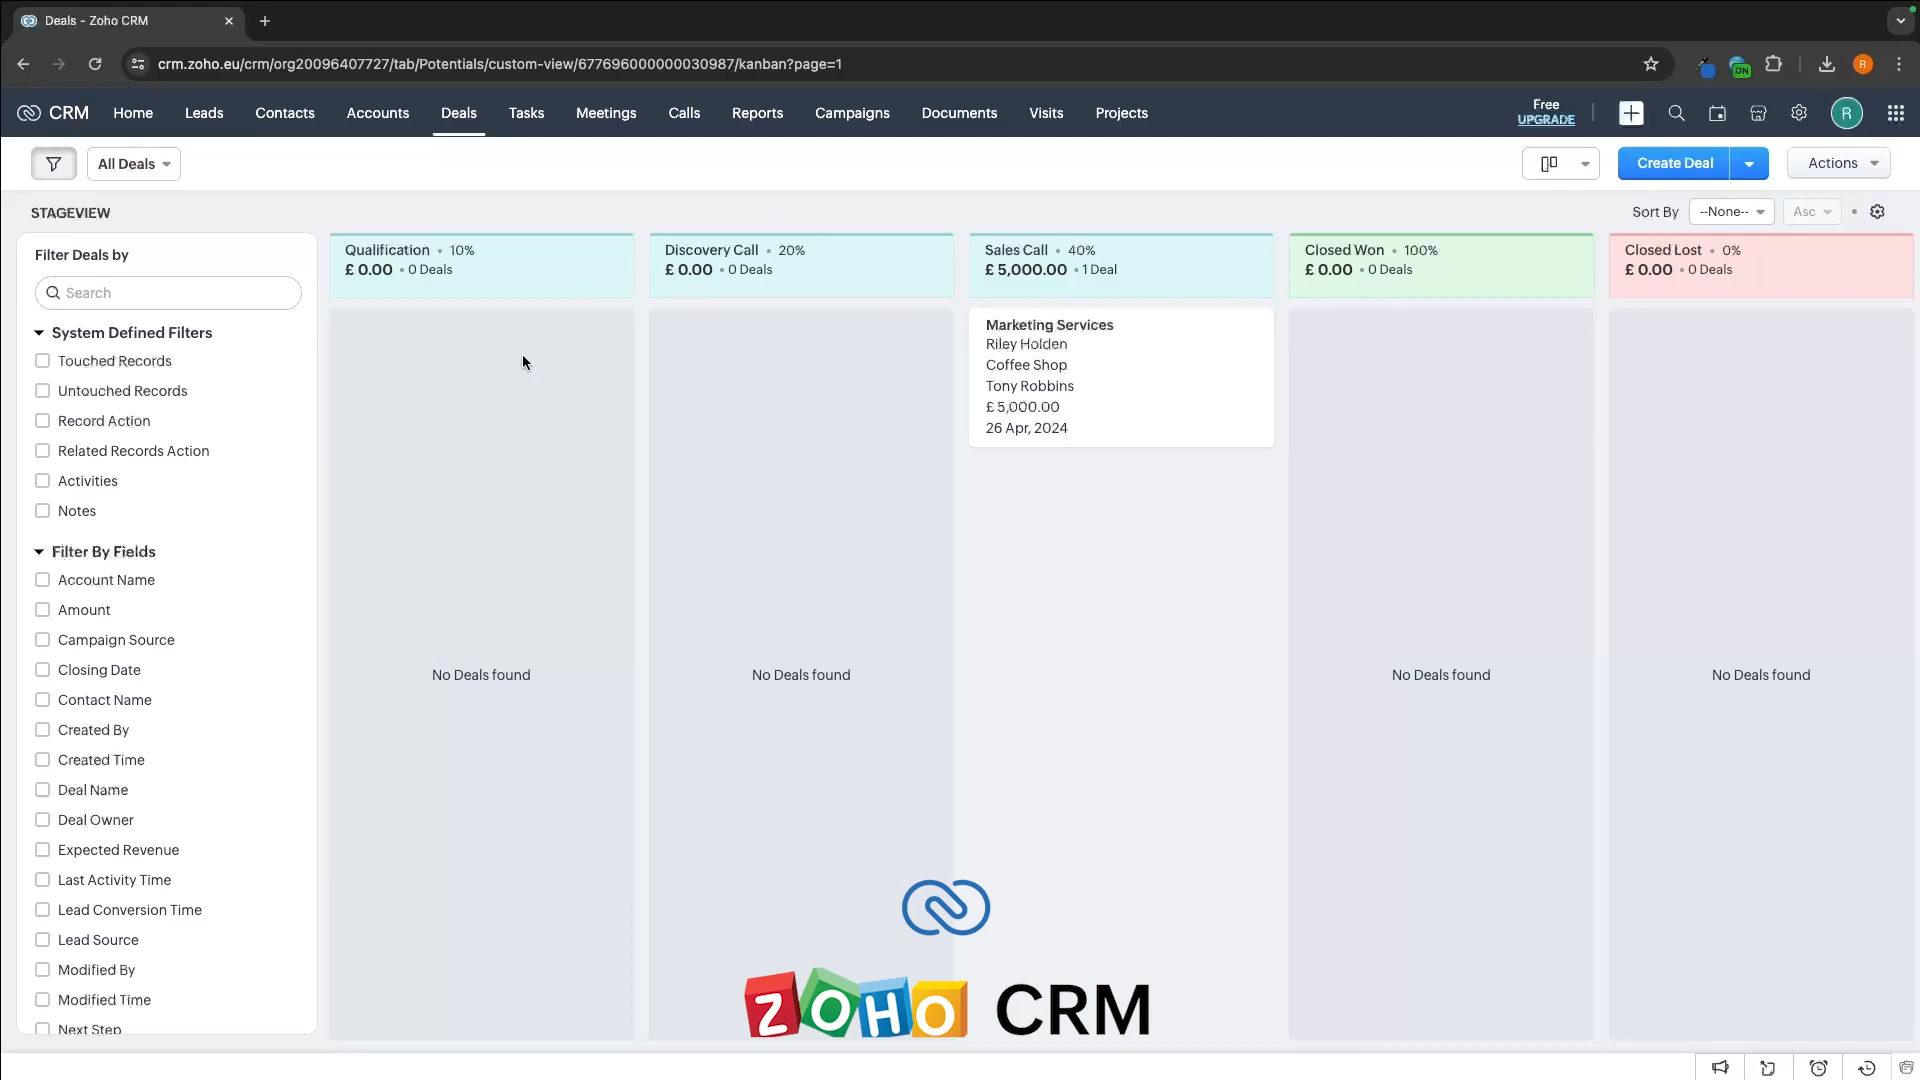 Deals - Zoho CRM
crm.zoho.eu/crm/org20096407727/tab/Potentials/custom-view/677696000000030987/kanban?page=1
ON
R
CRM Home Leads Contacts Accounts Deals Tasks Meetings Calls Reports Campaigns Documents Visits Projects
Free
UPGRADE
R
All Deals
Create Deal
Actions
STAGEVIEW
Sort By --None-- Asc
Filter Deals by
Search
System Defined Filters
Touched Records
Untouched Records
Record Action
Related Records Action
Activities
Notes
Filter By Fields
Account Name
Amount
Campaign Source
Closing Date
Contact Name
Created By
Created Time
Deal Name
Deal Owner
Expected Revenue
Last Activity Time
Lead Conversion Time
Lead Source
Modified By
Modified Time
Next Step
Qualification • 10%
£ 0.00 • 0 Deals
No Deals found
Discovery Call • 20%
£ 0.00 • 0 Deals
No Deals found
Sales Call • 40%
£ 5,000.00 • 1 Deal
Marketing Services
Riley Holden
Coffee Shop
Tony Robbins
£ 5,000.00
26 Apr, 2024
Closed Won • 100%
£ 0.00 • 0 Deals
No Deals found
Closed Lost • 0%
£ 0.00 • 0 Deals
No Deals found
ZOHO CRM